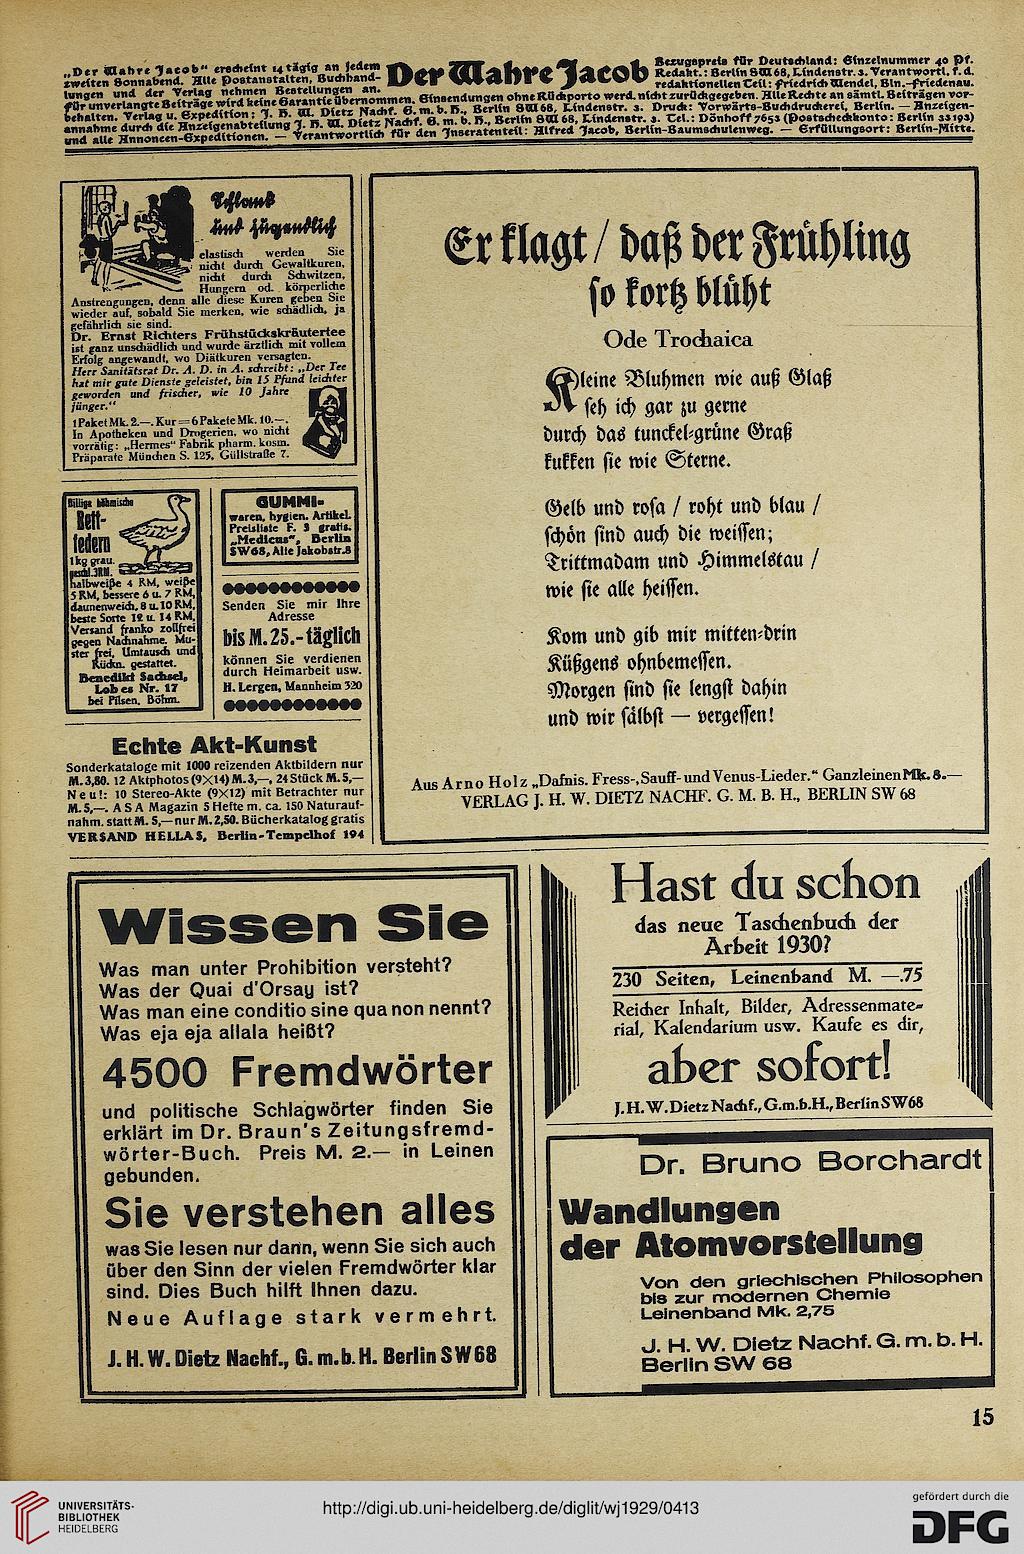 „Der Wahre Jacob“ erscheint 14 tägig an jedem
zweiten Sonnabend. Alle Postanstalten, Buchhand-
lungen und der Verlag nehmen Bestellungen an.
Der Wahre Jacob
Bezugspreis für Deutschland: Einzelnummer 40 Pf.
Redakt.: Berlin SW 68, Lindenstr. 3. Verantwortl. f. d.
redaktionellen Teil: Friedrich Wendel, Bln.-Friedenau.
Für unverlangte Beiträge wird keine Garantie übernommen. Einsendungen ohne Rückporto werd. nicht zurückgegeben. Alle Rechte an sämtl. Beiträgen vor-
behalten. Verlag u. Expedition: J. H. W. Dietz Nachf. G. m. b. H., Berlin SW 68, Lindenstr. 3. Druck: Vorwärts-Buchdruckerei, Berlin. — Anzeigen-
annahme durch die Anzeigenabteilung J. H. W. Dietz Nachf. G. m. b. H., Berlin SW 68, Lindenstr. 3. Tel.: Dönhoff 7653 (Postscheckkonto: Berlin 33193)
und alle Annoncen-Expeditionen. — Verantwortlich für den Inseratenteil: Alfred Jacob, Berlin-Baumschulenweg. — Erfüllungsort: Berlin-Mitte.
Schlank
und jugendlich
elastisch werden Sie
nicht durch Gewaltkuren,
nicht durch Schwitzen,
Hungern od. körperliche
Anstrengungen, denn alle diese Kuren geben Sie
wieder auf, sobald Sie merken, wie schädlich, ja
gefährlich sie sind.
Dr. Ernst Richters Frühstückskräutertee
ist ganz unschädlich und wurde ärztlich mit vollem
Erfolg angewandt, wo Diätkuren versagten.
Herr Sanitätsrat Dr. A. D. in A. schreibt: „Der Tee
hat mir gute Dienste geleistet, bin 15 Pfund leichter
geworden und frischer, wie 10 Jahre
jünger.“
1 Paket Mk. 2.—. Kur = 6 Pakete Mk. 10.—.
In Apotheken und Drogerien, wo nicht
vorrätig: „Hermes“ Fabrik pharm. kosm.
Präparate München S. 125, Güllstraße 7.
Billige böhmische
Bett-
federn
1 kg grau.
geschl. 3 RM.
halbweiße 4 RM, weiße
5 RM, bessere 6 u. 7 RM,
daunenweich, 8 u. 10 RM,
beste Sorte 12 u. 14 RM,
Versand franko zollfrei
gegen Nachnahme. Mu-
ster frei, Umtausch und
Rückn. gestattet.
Benedikt Sachsel,
Lobes Nr. 17
bei Pilsen, Böhm.
GUMMI-
waren, hygien. Artikel.
Preisliste F. 3 gratis.
„Medicus“, Berlin
SW68, Alte Jakobstr.8
Senden Sie mir Ihre
Adresse
bis M. 25.- täglich
können Sie verdienen
durch Heimarbeit usw.
H. Lergen, Mannheim 320
Echte Akt-Kunst
Sonderkataloge mit 1000 reizenden Aktbildern nur
M. 3,80. 12 Aktphotos (9×14) M. 3,—, 24 Stück M. 5,—
Neu!: 10 Stereo-Akte (9×12) mit Betrachter nur
M. 5,—. ASA Magazin 5 Hefte m. ca. 150 Naturauf-
nahm. statt M. 5,— nur M. 2,50. Bücherkatalog gratis
VERSAND HELLAS, Berlin-Tempelhof 194
Er klagt / daß der Frühling
so kortz blüht
Ode Trochaica
Kleine Bluhmen wie auß Glaß
seh ich gar zu gerne
durch das tunckel-grüne Graß
kukken sie wie Sterne.
Gelb und rosa / roht und blau /
schön sind auch die weissen;
Trittmadam und Himmelstau /
wie sie alle heissen.
Kom und gib mir mitten-drin
Küßgens ohnbemessen.
Morgen sind sie lengst dahin
und wir sälbst — vergessen!
Aus Arno Holz „Dafnis. Fress-, Sauff- und Venus-Lieder.“ Ganzleinen Mk. 8.—
VERLAG J. H. W. DIETZ NACHF. G. M. B. H., BERLIN SW 68
Wissen Sie
Was man unter Prohibition versteht?
Was der Quai d'Orsay ist?
Was man eine conditio sine qua non nennt?
Was eja eja allala heißt?
4500 Fremdwörter
und politische Schlagwörter finden Sie
erklärt im Dr. Braun's Zeitungsfremd-
wörter-Buch. Preis M. 2.— in Leinen
gebunden.
Sie verstehen alles
was Sie lesen nur dann, wenn Sie sich auch
über den Sinn der vielen Fremdwörter klar
sind. Dies Buch hilft Ihnen dazu.
Neue Auflage stark vermehrt.
J. H. W. Dietz Nachf., G. m. b. H. Berlin SW 68
Hast du schon
das neue Taschenbuch der
Arbeit 1930?
230 Seiten, Leinenband M. —.75
Reicher Inhalt, Bilder, Adressenmate-
rial, Kalendarium usw. Kaufe es dir,
aber sofort!
J. H. W. Dietz Nachf., G.m.b.H., Berlin SW68
Dr. Bruno Borchardt
Wandlungen
der Atomvorstellung
Von den griechischen Philosophen
bis zur modernen Chemie
Leinenband Mk. 2,75
J. H. W. Dietz Nachf. G. m. b. H.
Berlin SW 68
15
UNIVERSITÄTS-
BIBLIOTHEK
HEIDELBERG
http://digi.ub.uni-heidelberg.de/diglit/wj1929/0413
gefördert durch die
DFG